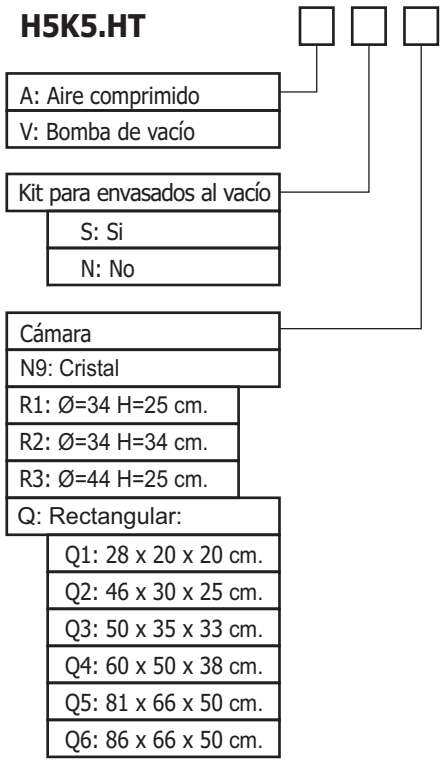 H5K5.HT
A: Aire comprimido
V: Bomba de vacío
Kit para envasados al vacío
S: Si
N: No
Cámara
N9: Cristal
R1: Ø=34 H=25 cm.
R2: Ø=34 H=34 cm.
R3: Ø=44 H=25 cm.
Q: Rectangular:
Q1: 28 x 20 x 20 cm.
Q2: 46 x 30 x 25 cm.
Q3: 50 x 35 x 33 cm.
Q4: 60 x 50 x 38 cm.
Q5: 81 x 66 x 50 cm.
Q6: 86 x 66 x 50 cm.